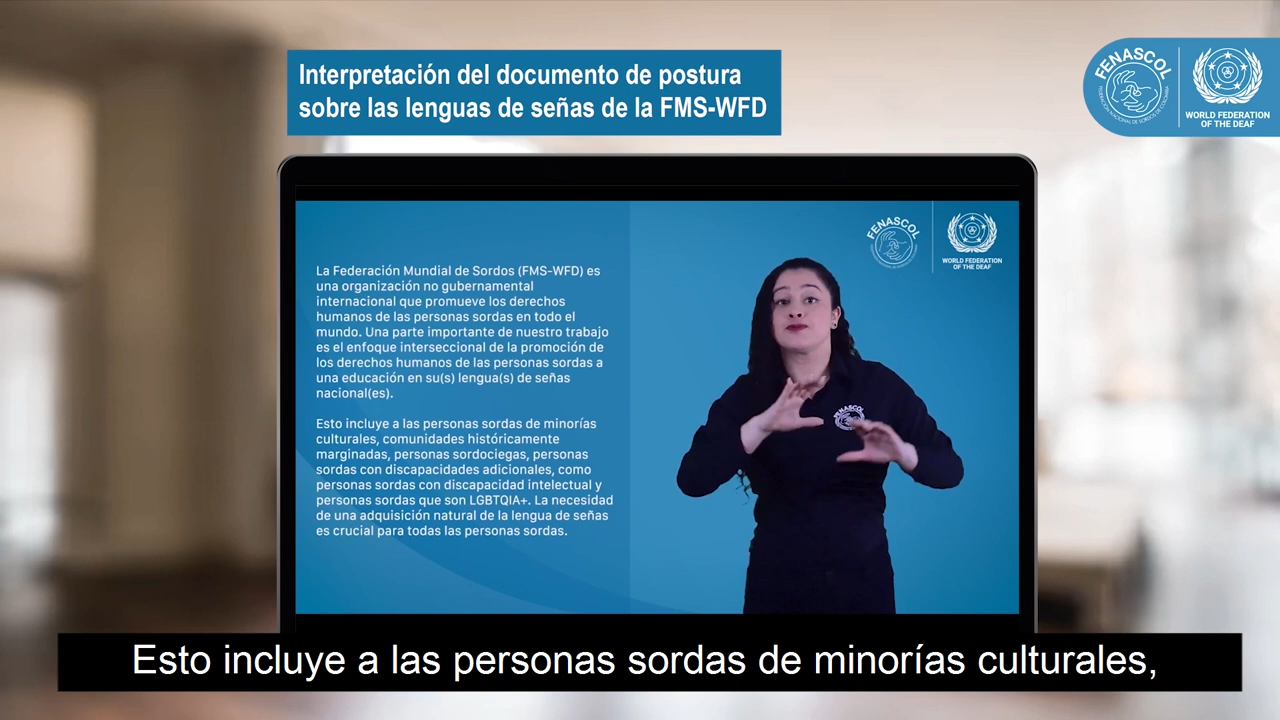 Interpretación del documento de postura
sobre las lenguas de señas de la FMS-WFD
FENASCOL
FEDERACIÓN NACIONAL DE SORDOS DE COLOMBIA
WORLD FEDERATION
OF THE DEAF
FENASCOL
WORLD FEDERATION
OF THE DEAF
La Federación Mundial de Sordos (FMS-WFD) es
una organización no gubernamental
internacional que promueve los derechos
humanos de las personas sordas en todo el
mundo. Una parte importante de nuestro trabajo
es el enfoque interseccional de la promoción de
los derechos humanos de las personas sordas a
una educación en su(s) lengua(s) de señas
nacional(es).
Esto incluye a las personas sordas de minorías
culturales, comunidades históricamente
marginadas, personas sordociegas, personas
sordas con discapacidades adicionales, como
personas sordas con discapacidad intelectual y
personas sordas que son LGBTQIA+. La necesidad
de una adquisición natural de la lengua de señas
es crucial para todas las personas sordas.
FENASCOL
Esto incluye a las personas sordas de minorías culturales,